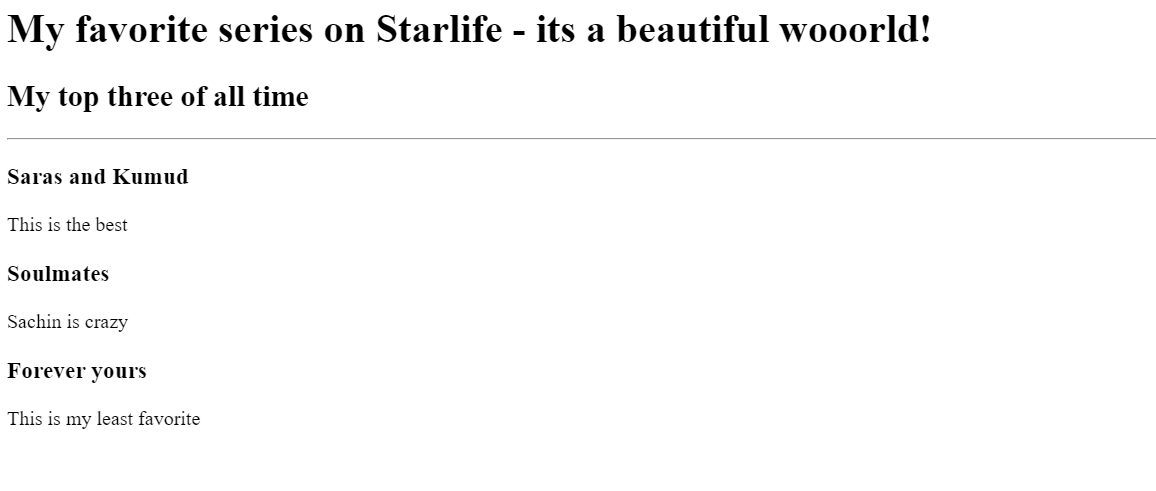 My favorite series on Starlife - its a beautiful wooorld!
My top three of all time
Saras and Kumud
This is the best
Soulmates
Sachin is crazy
Forever yours
This is my least favorite